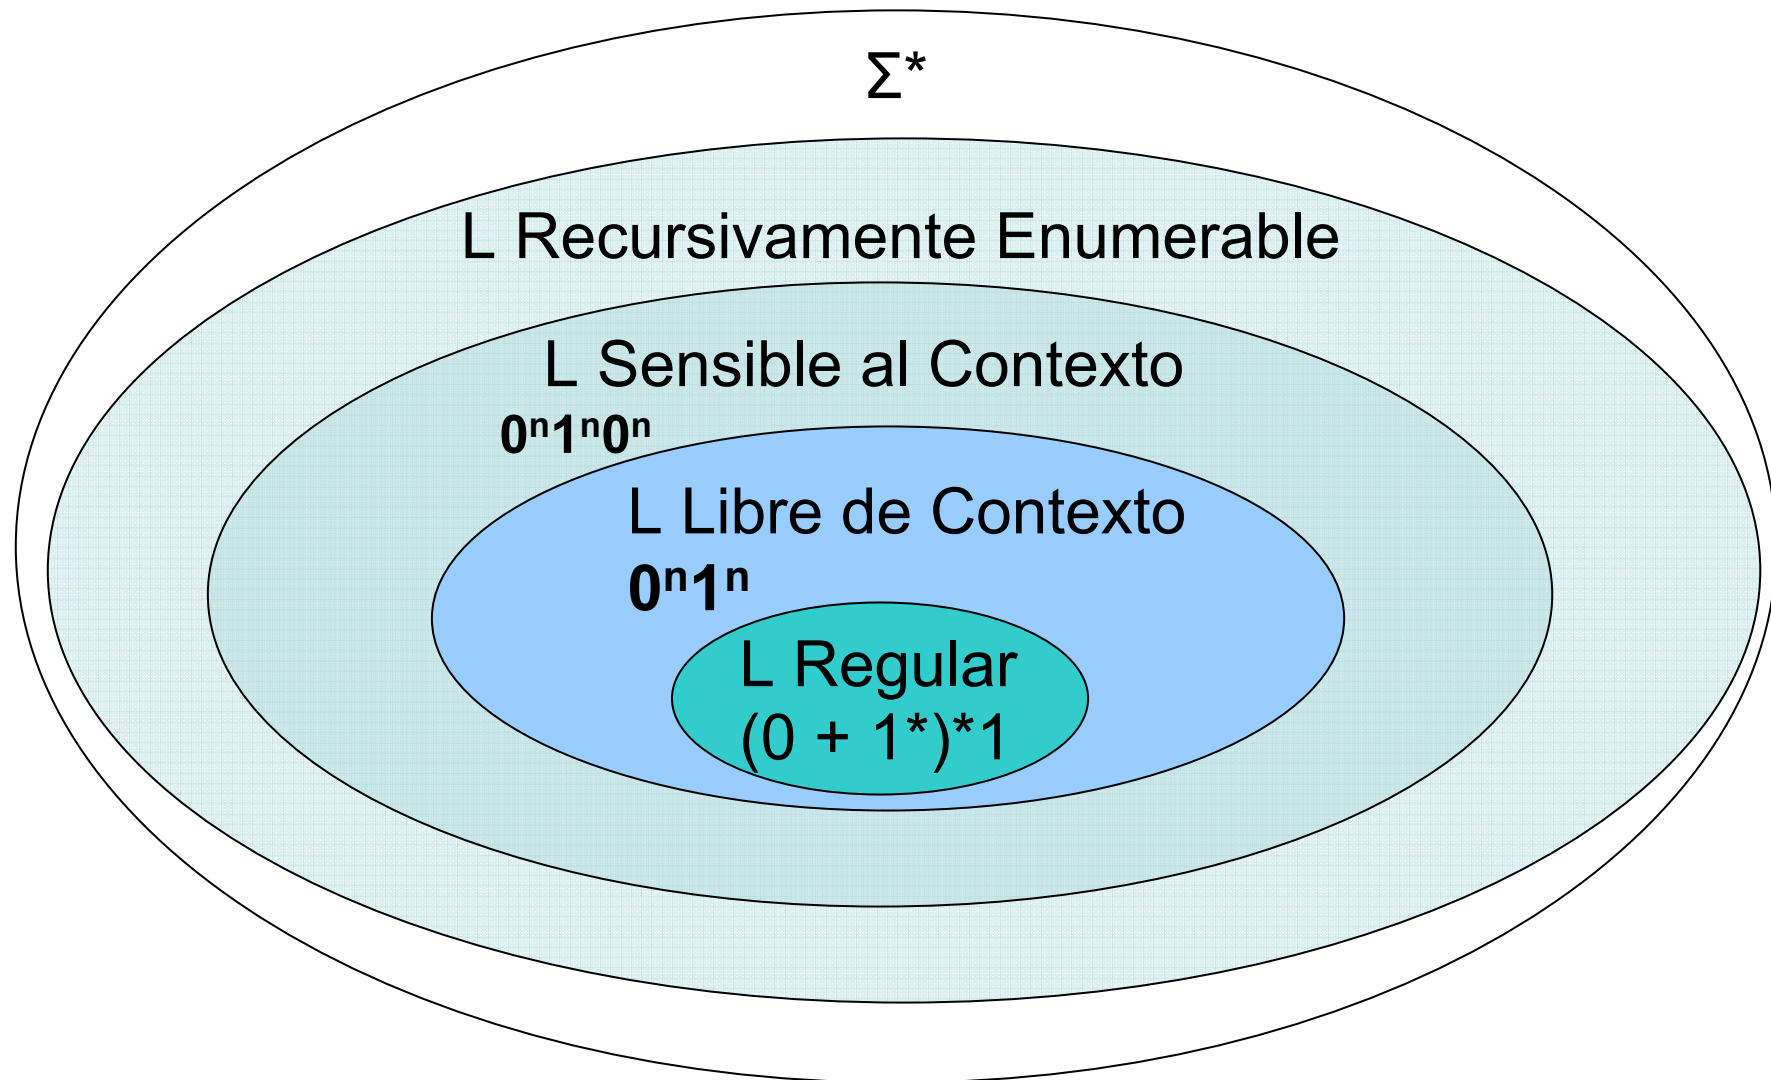 Σ*
L Recursivamente Enumerable
L Sensible al Contexto
0ⁿ1ⁿ0ⁿ
L Libre de Contexto
0ⁿ1ⁿ
L Regular
(0 + 1*)*1